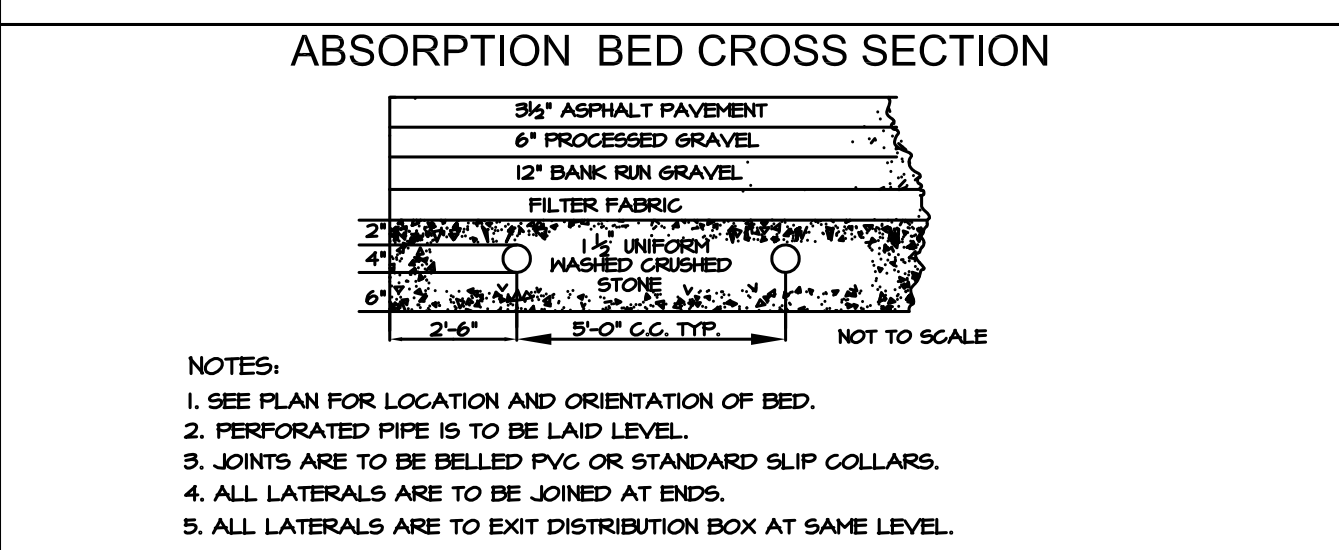 ABSORPTION BED CROSS SECTION
3½" ASPHALT PAVEMENT
6" PROCESSED GRAVEL
12" BANK RUN GRAVEL
FILTER FABRIC
2"
4"
6"
1 ½" UNIFORM
WASHED CRUSHED
STONE
2'-6"
5'-0" C.C. TYP.
NOT TO SCALE
NOTES:
1. SEE PLAN FOR LOCATION AND ORIENTATION OF BED.
2. PERFORATED PIPE IS TO BE LAID LEVEL.
3. JOINTS ARE TO BE BELLED PVC OR STANDARD SLIP COLLARS.
4. ALL LATERALS ARE TO BE JOINED AT ENDS.
5. ALL LATERALS ARE TO EXIT DISTRIBUTION BOX AT SAME LEVEL.